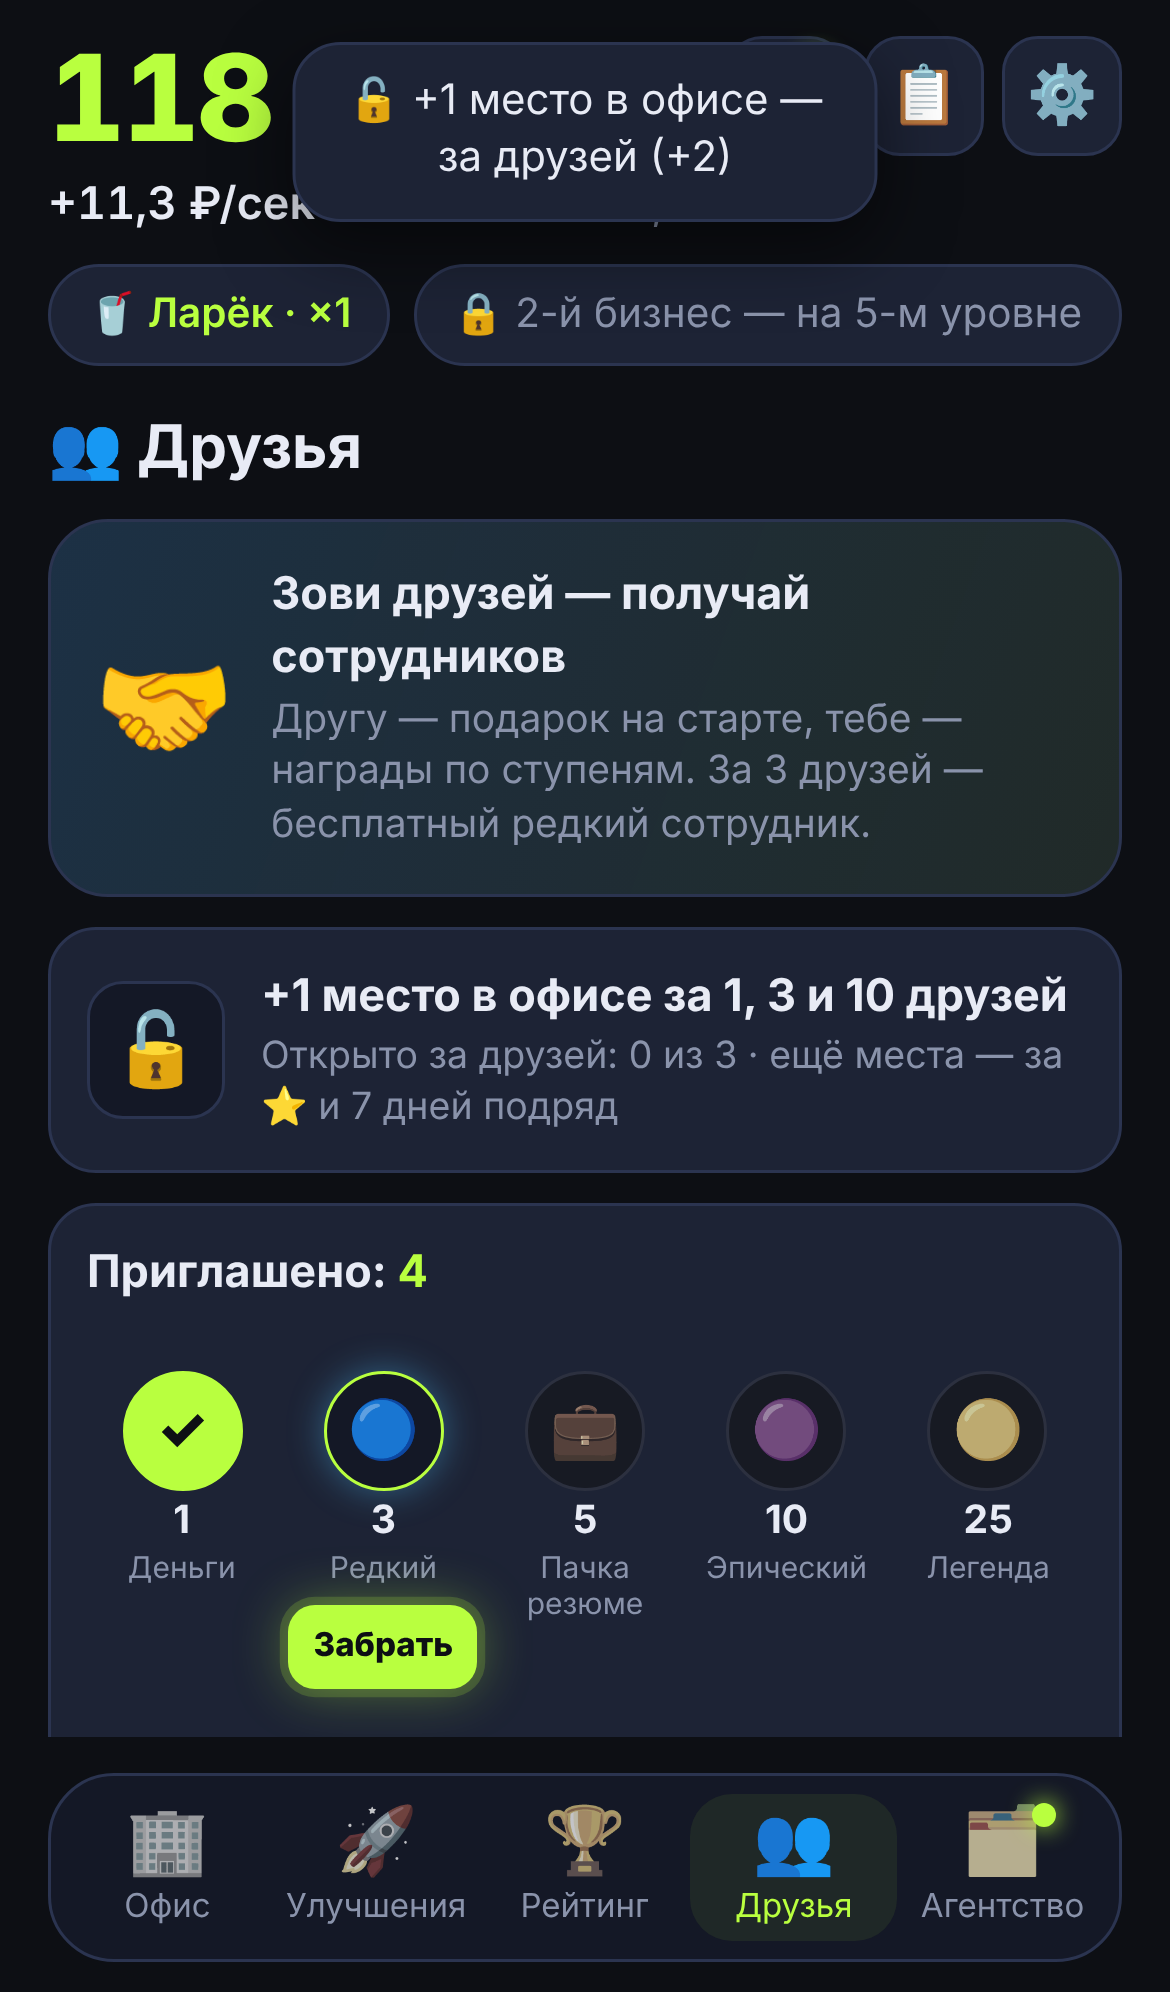 118
+1 место в офисе —
за друзей (+2)
+11,3 ₽/сек
Ларёк · ×1
2-й бизнес — на 5-м уровне
Друзья
Зови друзей — получай
сотрудников
Другу — подарок на старте, тебе —
награды по ступеням. За 3 друзей —
бесплатный редкий сотрудник.
+1 место в офисе за 1, 3 и 10 друзей
Открыто за друзей: 0 из 3 · ещё места — за
⭐ и 7 дней подряд
Приглашено: 4
1
Деньги
3
Редкий
Забрать
5
Пачка
резюме
10
Эпический
25
Легенда
Офис
Улучшения
Рейтинг
Друзья
Агентство